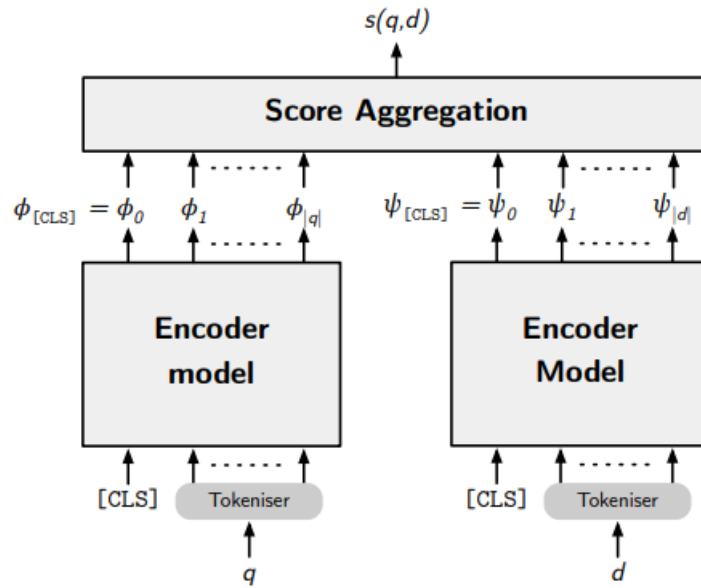 s(q,d)
Score Aggregation
ϕ[CLS] = ϕ0 ϕ1 ........ ϕ|q| ψ[CLS] = ψ0 ψ1 ........ ψ|d|
Encoder model
Encoder Model
[CLS] Tokeniser [CLS] Tokeniser
q d